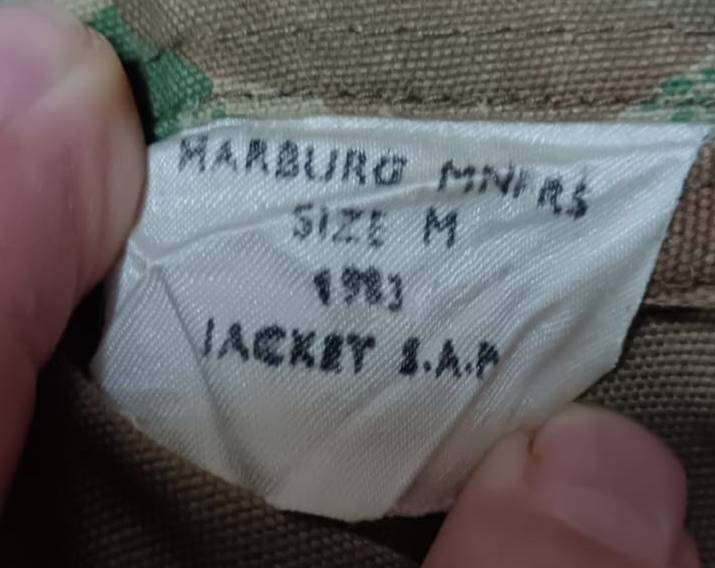 MARBURG MNFRS
SIZE M
1983
JACKET S.A.P